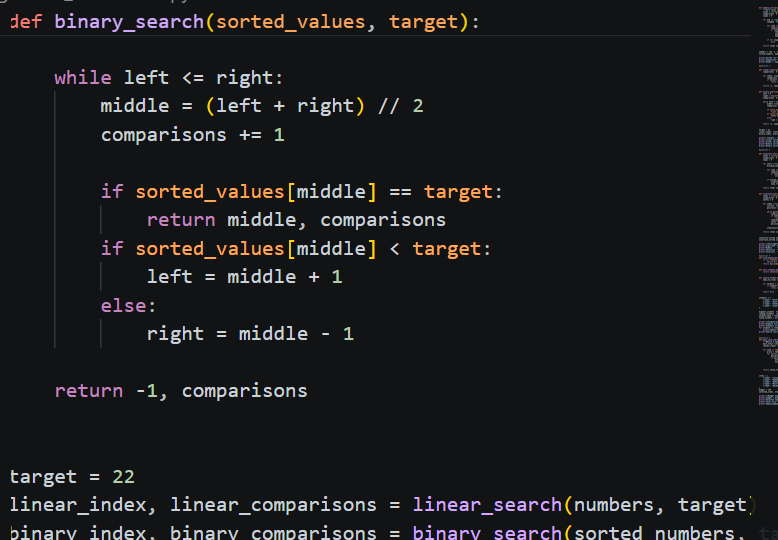 def binary_search(sorted_values, target):
while left <= right:
middle = (left + right) // 2
comparisons += 1
if sorted_values[middle] == target:
return middle, comparisons
if sorted_values[middle] < target:
left = middle + 1
else:
right = middle - 1
return -1, comparisons
target = 22
linear_index, linear_comparisons = linear_search(numbers, target)
binary_index, binary_comparisons = binary_search(sorted_numbers,